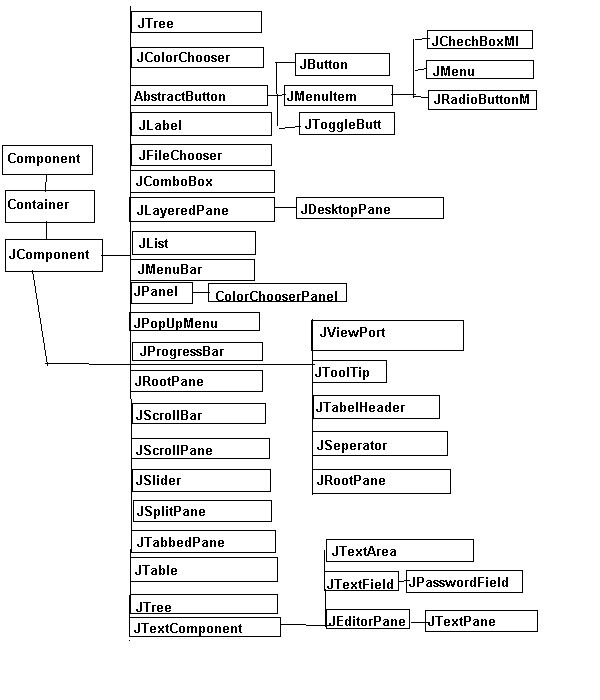 JTree
JColorChooser
JChechBoxMI
JButton
JMenu
AbstractButton
JMenuItem
JRadioButtonM
JLabel
JToggleButt
JFileChooser
Component
JComboBox
Container
JLayeredPane
JDesktopPane
JList
JComponent
JMenuBar
JPanel
ColorChooserPanel
JPopUpMenu
JViewPort
JProgressBar
JToolTip
JRootPane
JTabelHeader
JScrollBar
JSeperator
JScrollPane
JSlider
JRootPane
JSplitPane
JTabbedPane
JTextArea
JTable
JTextField
JPasswordField
JTree
JEditorPane
JTextPane
JTextComponent